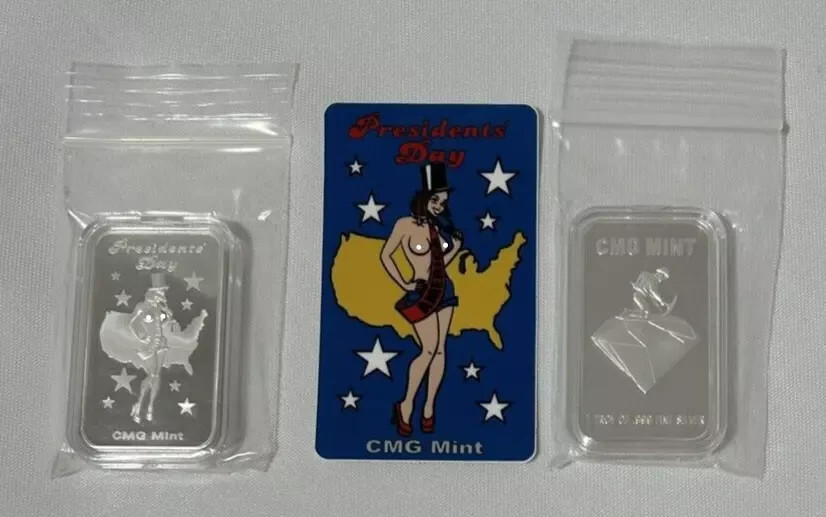 Presidents'
Day
CMG Mint
Presidents'
Day
CMG Mint
CMG MINT
1 TROY OZ .999 FINE SILVER